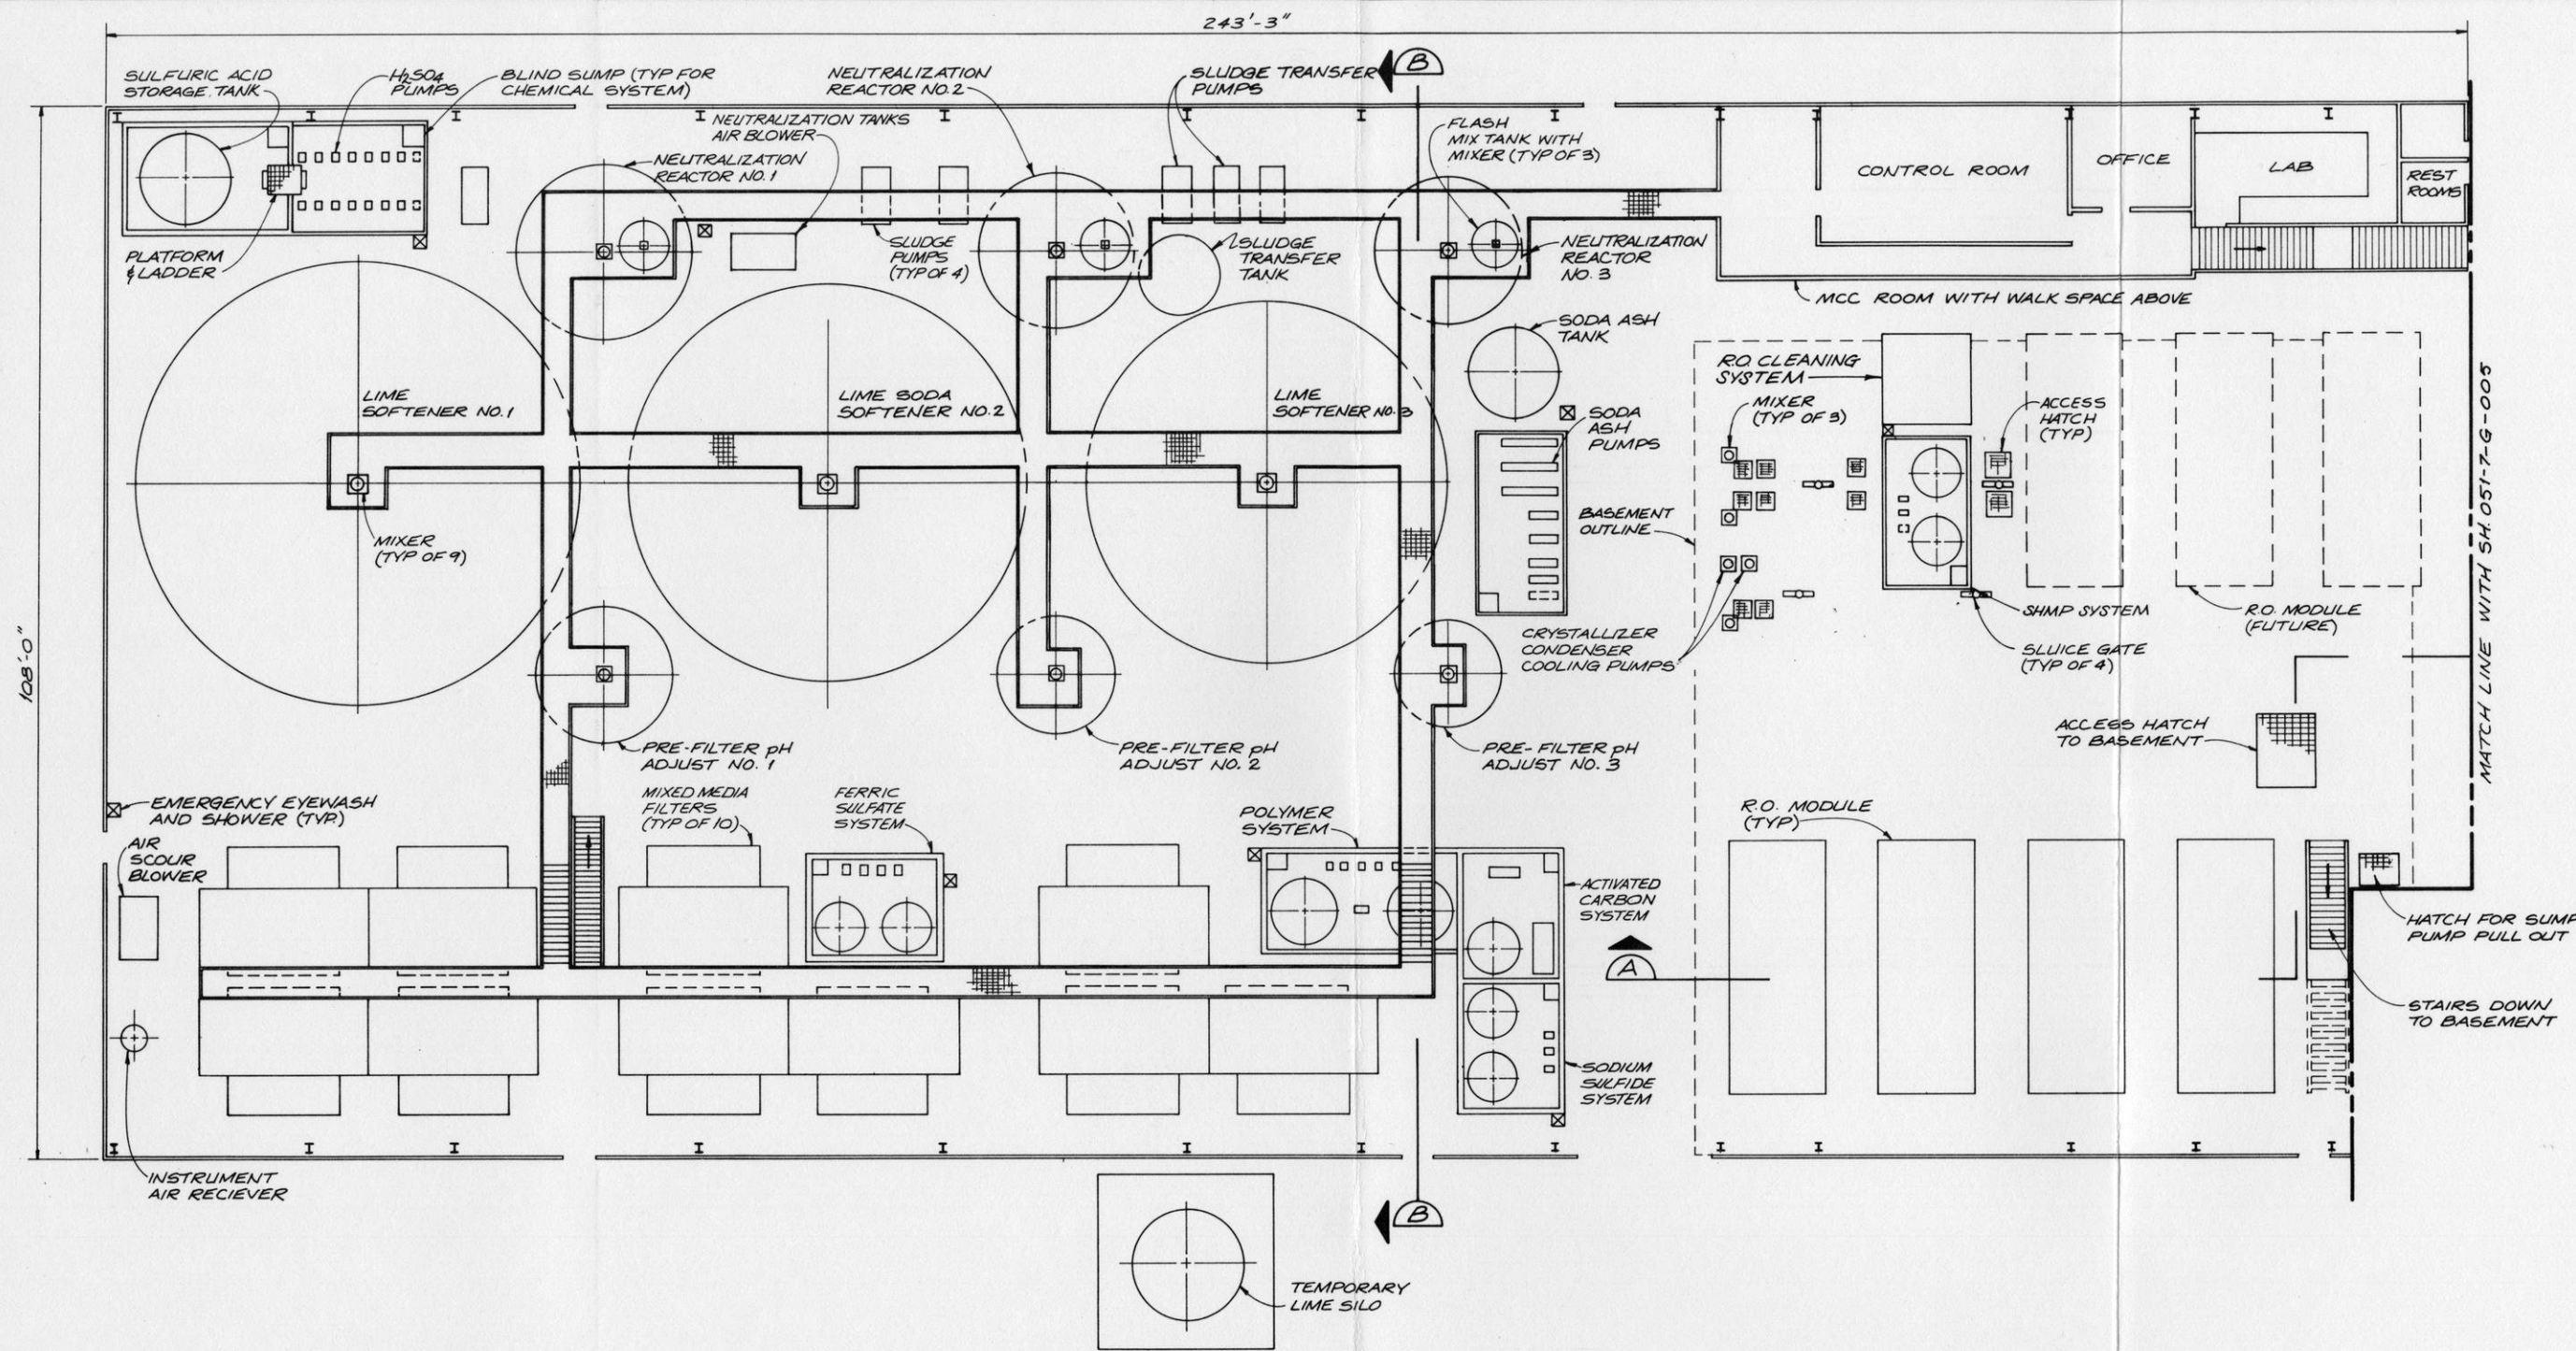 243'-3"
SULFURIC ACID
STORAGE TANK
H2SO4
PUMPS
BLIND SUMP (TYP FOR
CHEMICAL SYSTEM)
NEUTRALIZATION
REACTOR NO.2
SLUDGE TRANSFER
PUMPS
B
NEUTRALIZATION TANKS
AIR BLOWER
NEUTRALIZATION
REACTOR NO.1
FLASH
MIX TANK WITH
MIXER (TYP OF 3)
CONTROL ROOM
OFFICE
LAB
REST
ROOMS
PLATFORM
& LADDER
SLUDGE
PUMPS
(TYP OF 4)
SLUDGE
TRANSFER
TANK
NEUTRALIZATION
REACTOR
NO. 3
MCC ROOM WITH WALK SPACE ABOVE
SODA ASH
TANK
R.O. CLEANING
SYSTEM
LIME
SOFTENER NO.1
LIME SODA
SOFTENER NO.2
LIME
SOFTENER NO.3
SODA
ASH
PUMPS
MIXER
(TYP OF 3)
ACCESS
HATCH
(TYP)
MATCH LINE WITH SH.051-7-G-005
BASEMENT
OUTLINE
MIXER
(TYP OF 9)
108'-0"
CRYSTALLIZER
CONDENSER
COOLING PUMPS
SHMP SYSTEM
SLUICE GATE
(TYP OF 4)
R.O. MODULE
(FUTURE)
ACCESS HATCH
TO BASEMENT
PRE-FILTER pH
ADJUST NO. 1
PRE-FILTER pH
ADJUST NO. 2
PRE-FILTER pH
ADJUST NO. 3
EMERGENCY EYEWASH
AND SHOWER (TYP.)
MIXED MEDIA
FILTERS
(TYP OF 10)
FERRIC
SULFATE
SYSTEM
POLYMER
SYSTEM
R.O. MODULE
(TYP)
AIR
SCOUR
BLOWER
ACTIVATED
CARBON
SYSTEM
HATCH FOR SUMP
PUMP PULL OUT
A
STAIRS DOWN
TO BASEMENT
SODIUM
SULFIDE
SYSTEM
INSTRUMENT
AIR RECIEVER
B
TEMPORARY
LIME SILO